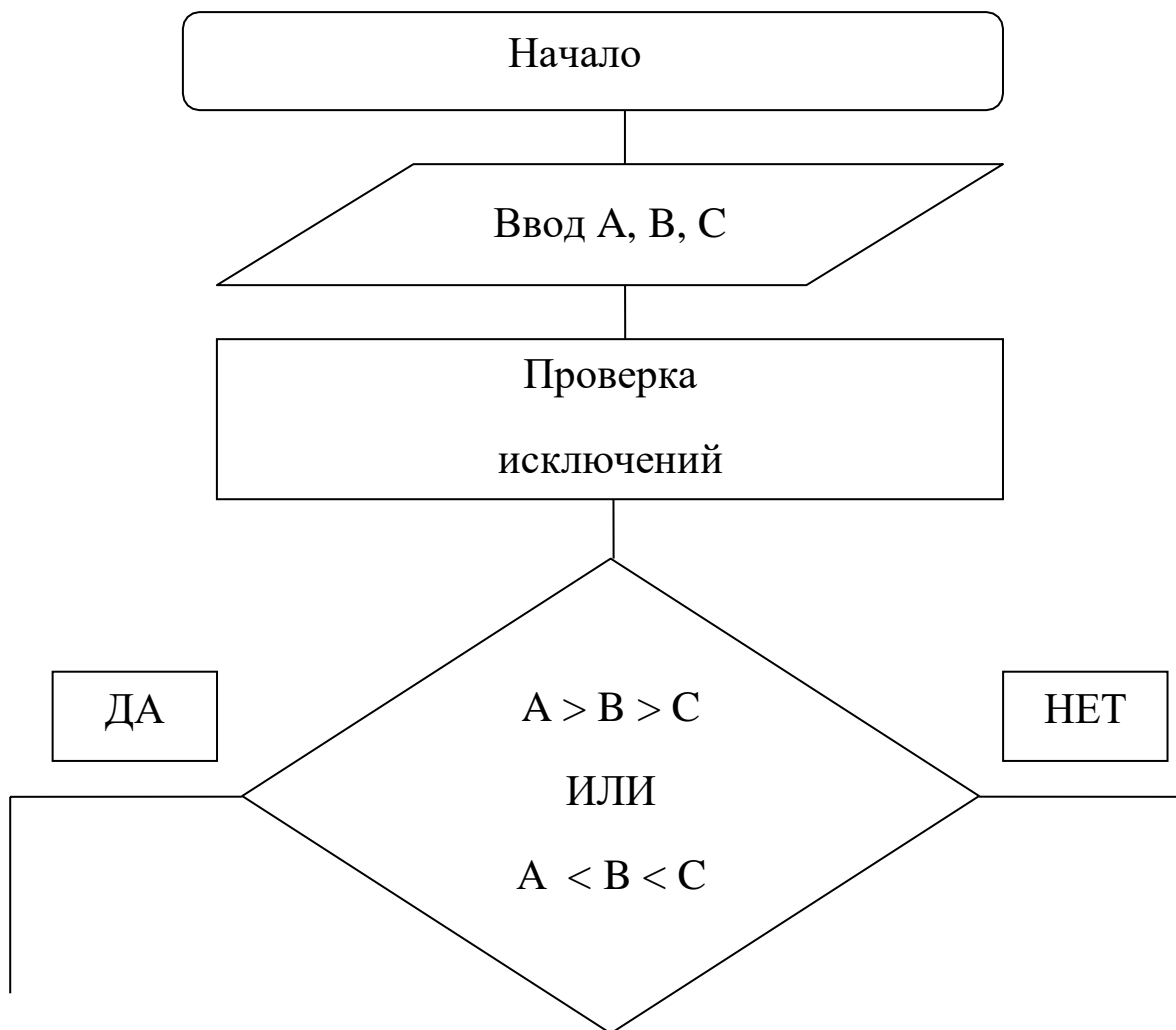 Начало
Ввод A, B, C
Проверка
исключений
ДА
A > B > C
ИЛИ
A < B < C
НЕТ